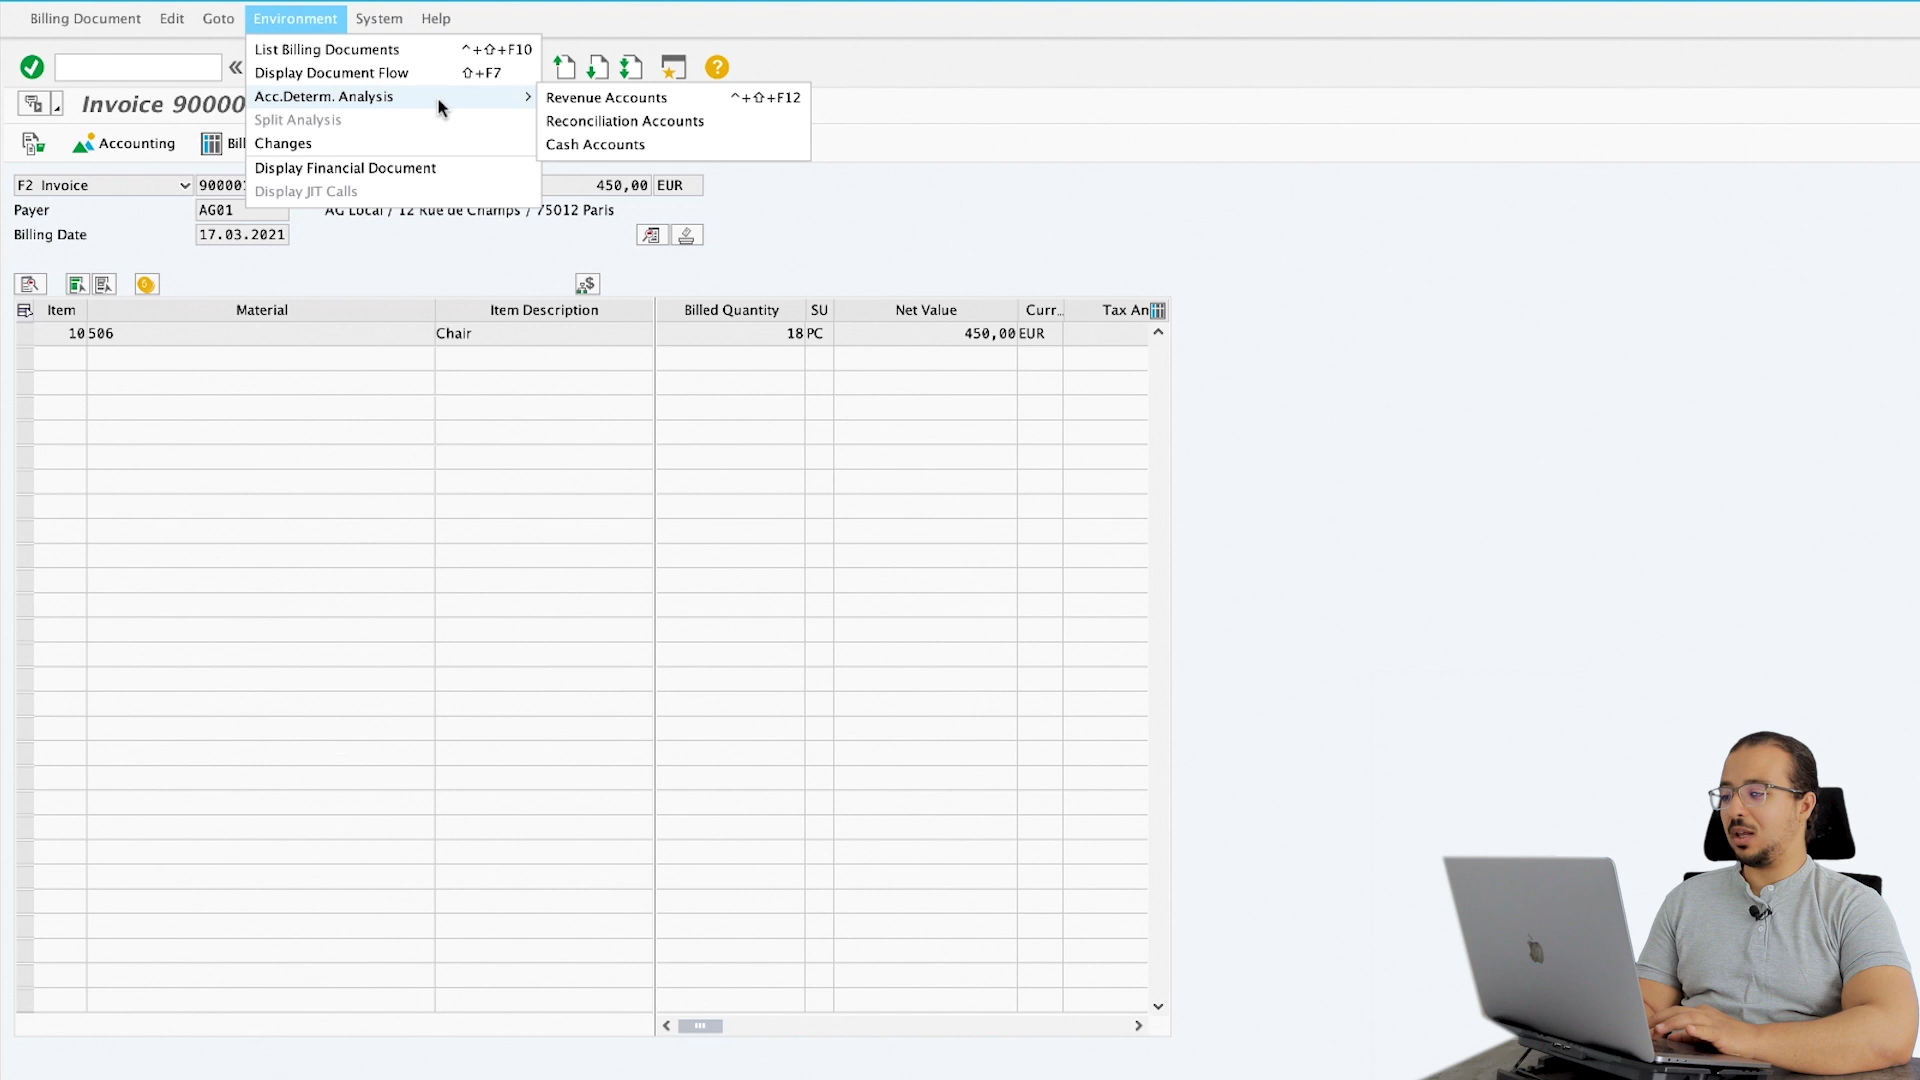 Billing Document Edit Goto Environment System Help
List Billing Documents ^+⇧+F10
Display Document Flow ⇧+F7
Acc.Determ. Analysis
Revenue Accounts ^+⇧+F12
Invoice 90000
Split Analysis
Reconciliation Accounts
Accounting Bil
Changes
Cash Accounts
Display Financial Document
F2 Invoice 90000 450,00 EUR
Display JIT Calls
Payer AG01 AG Local / 12 Rue de Champs / 75012 Paris
Billing Date 17.03.2021
Item Material Item Description Billed Quantity SU Net Value Curr... Tax Am
10 506 Chair 18 PC 450,00 EUR